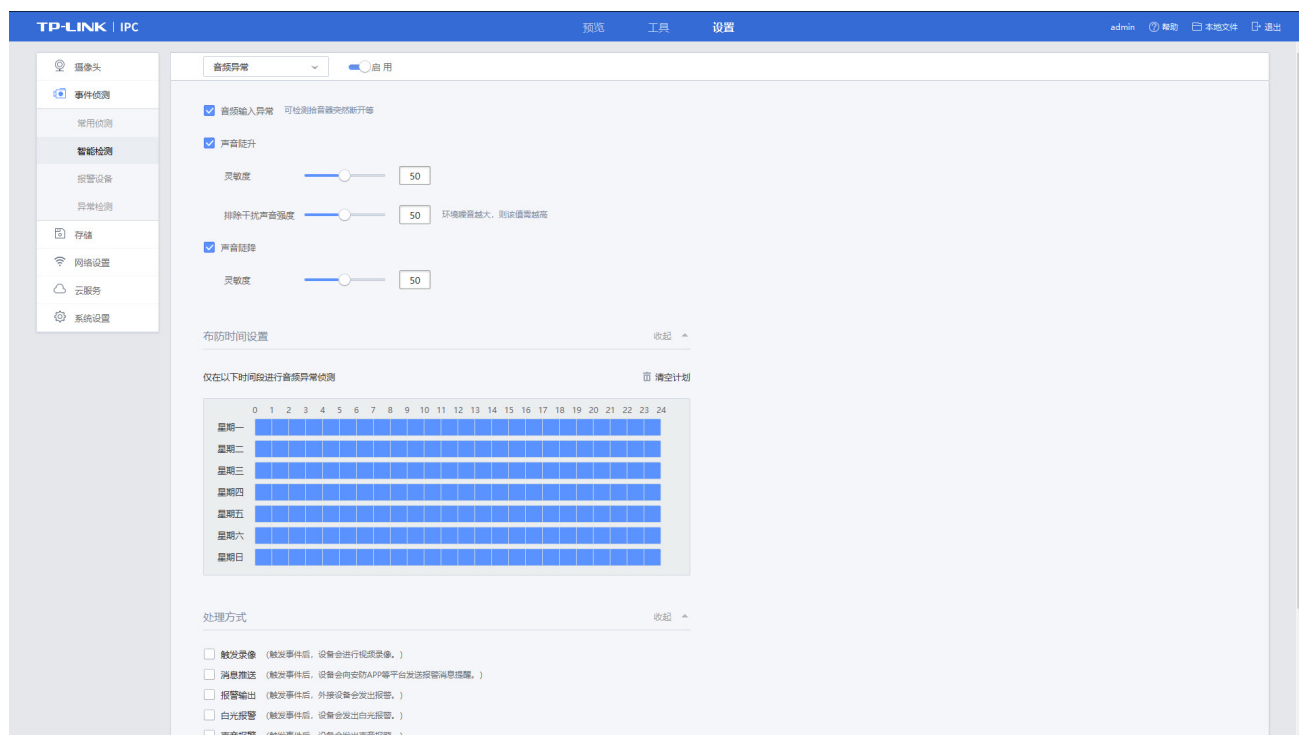 TP-LINK | IPC 预览 工具 设置 admin 帮助 本地文件 退出
摄像头
事件侦测
常用侦测
智能检测
报警设备
异常检测
存储
网络设置
云服务
系统设置
音频异常 启用
音频输入异常 可检测拾音器突然断开等
声音陡升
灵敏度 50
排除干扰声音强度 50 环境噪音越大,则该值需越高
声音陡降
灵敏度 50
布防时间设置 收起
仅在以下时间段进行音频异常侦测 清空计划
0 1 2 3 4 5 6 7 8 9 10 11 12 13 14 15 16 17 18 19 20 21 22 23 24
星期一
星期二
星期三
星期四
星期五
星期六
星期日
处理方式 收起
触发录像 (触发事件后,设备会进行视频录像。)
消息推送 (触发事件后,设备会向安防APP等平台发送报警消息提醒。)
报警输出 (触发事件后,外接设备会发出报警。)
白光报警 (触发事件后,设备会发出白光报警。)